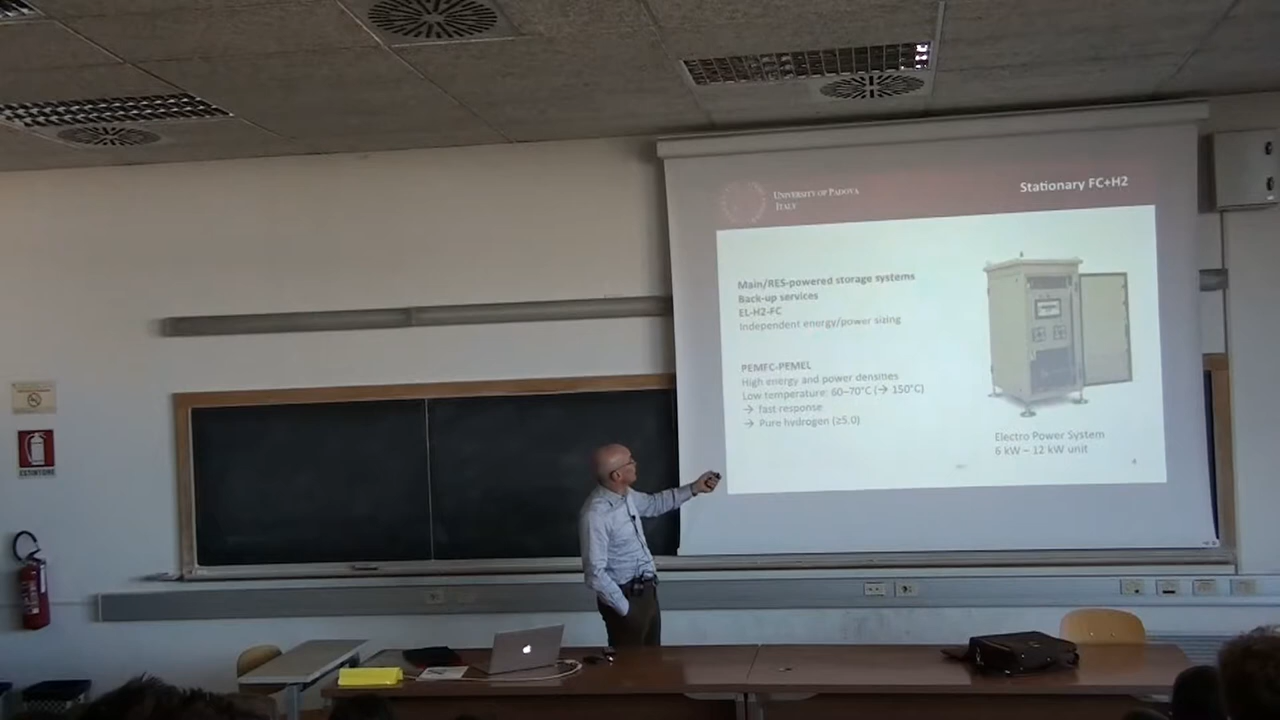 University of Padova
Italy
Stationary FC+H2
Main/RES-powered storage systems
Back-up services
EL-H2-FC
Independent energy/power sizing
PEMFC-PEMEL
High energy and power densities
Low temperature: 60–70°C (→ 150°C)
→ fast response
→ Pure hydrogen (≥5.0)
Electro Power System
6 kW – 12 kW unit
ESTINTORE